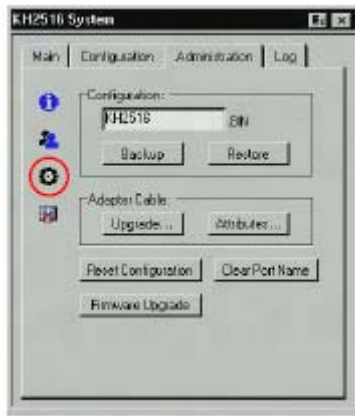 KH2516 System
Main Configuration Administration Log
Configuration:
KH2516 .BIN
Backup Restore
Adapter Cable:
Upgrade... Attributes...
Reset Configuration Clear Port Name
Firmware Upgrade